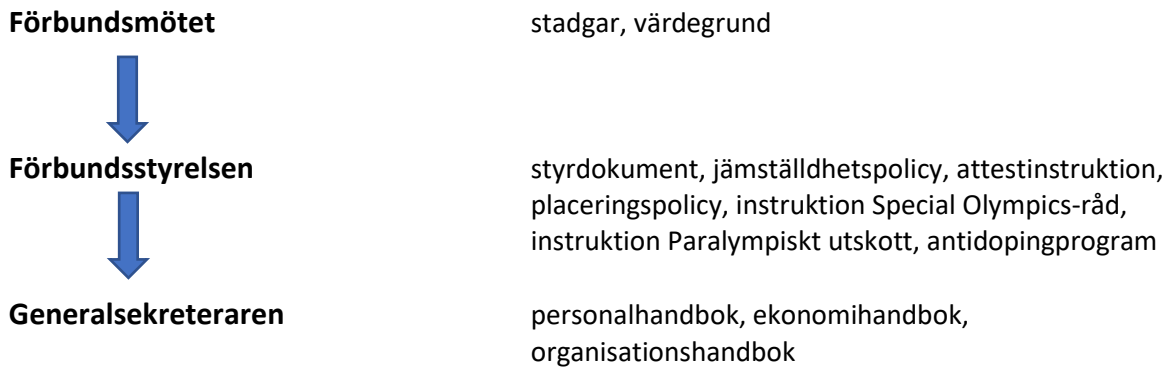 Förbundsmötet stadgar, värdegrund
Förbundsstyrelsen styrdokument, jämställdhetspolicy, attestinstruktion,
placeringspolicy, instruktion Special Olympics-råd,
instruktion Paralympiskt utskott, antidopingprogram
Generalsekreteraren personalhandbok, ekonomihandbok,
organisationshandbok